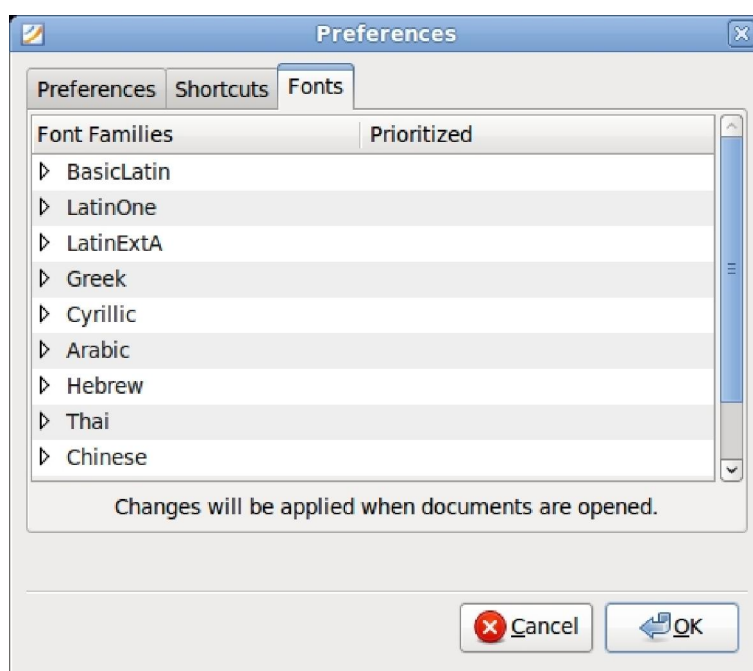 Preferences
Preferences Shortcuts Fonts
Font Families Prioritized
BasicLatin
LatinOne
LatinExtA
Greek
Cyrillic
Arabic
Hebrew
Thai
Chinese
Changes will be applied when documents are opened.
Cancel OK